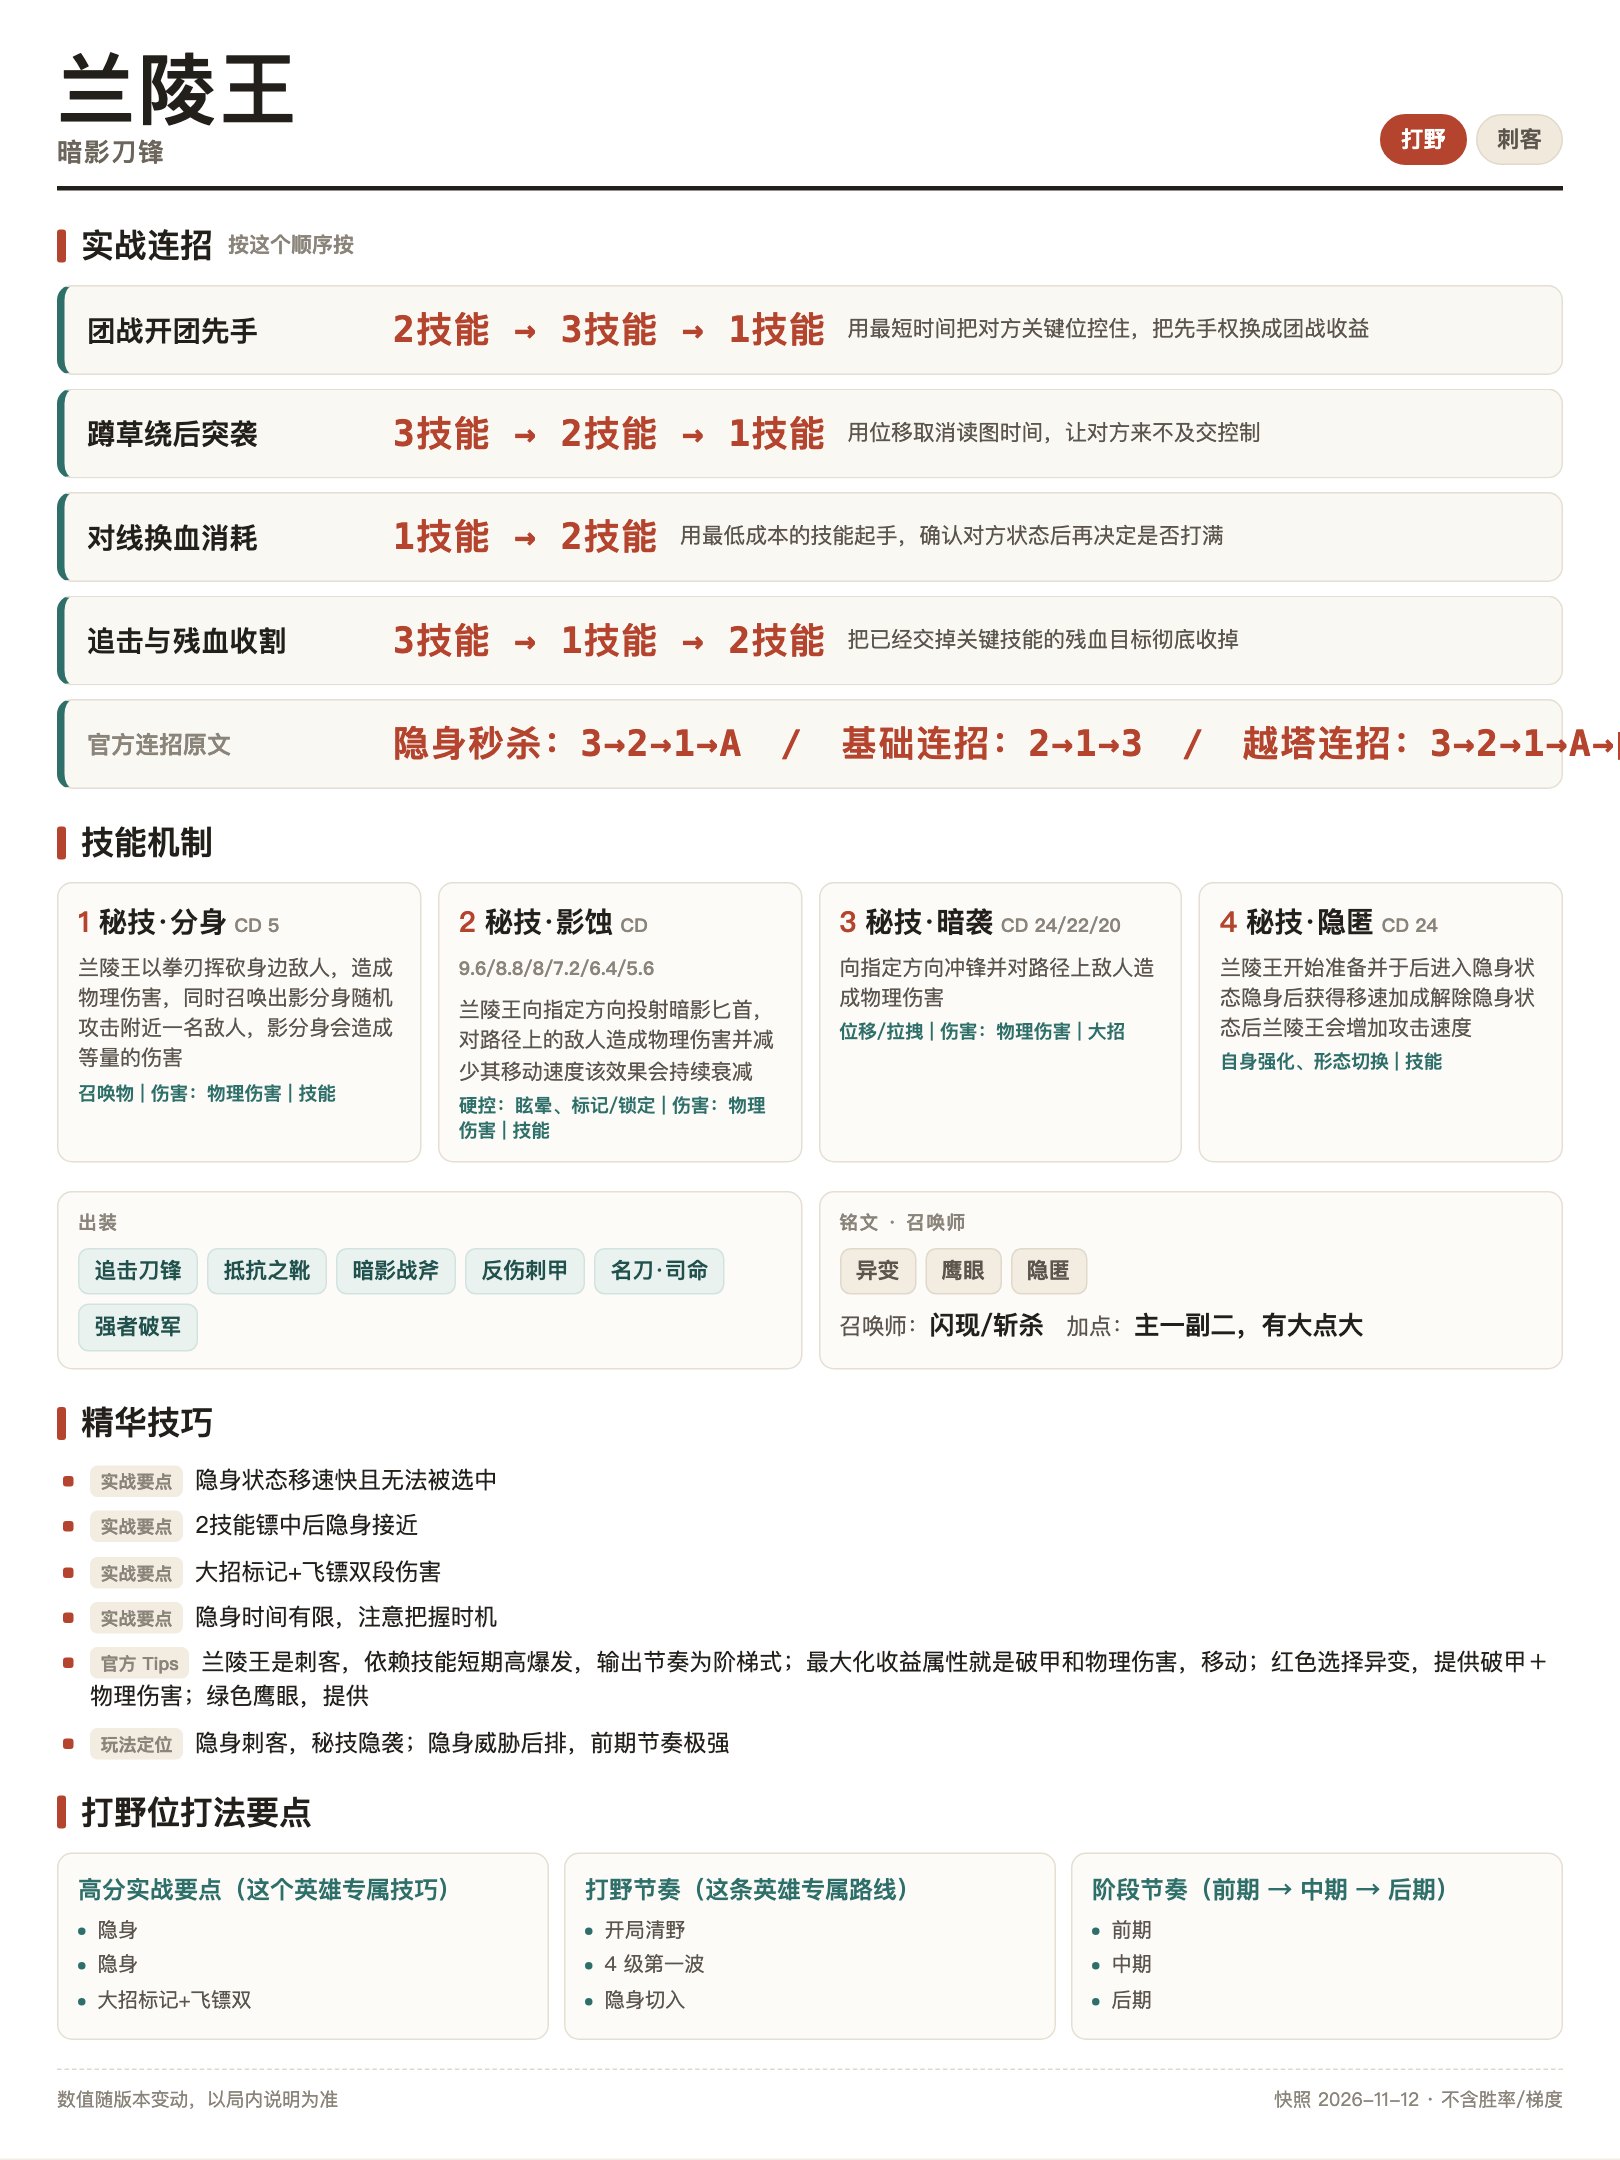 兰陵王
暗影刀锋
打野 刺客
实战连招 按这个顺序按
团战开团先手 2技能 → 3技能 → 1技能 用最短时间把对方关键位控住，把先手权换成团战收益
蹲草绕后突袭 3技能 → 2技能 → 1技能 用位移取消读图时间，让对方来不及交控制
对线换血消耗 1技能 → 2技能 用最低成本的技能起手，确认对方状态后再决定是否打满
追击与残血收割 3技能 → 1技能 → 2技能 把已经交掉关键技能的残血目标彻底收掉
官方连招原文 隐身秒杀：3→2→1→A / 基础连招：2→1→3 / 越塔连招：3→2→1→A→
技能机制
1 秘技·分身 CD 5
兰陵王以拳刃挥砍身边敌人，造成
物理伤害，同时召唤出影分身随机
攻击附近一名敌人，影分身会造成
等量的伤害
召唤物 | 伤害：物理伤害 | 技能
2 秘技·影蚀 CD
9.6/8.8/8/7.2/6.4/5.6
兰陵王向指定方向投射暗影匕首，
对路径上的敌人造成物理伤害并减
少其移动速度该效果会持续衰减
硬控：眩晕、标记/锁定 | 伤害：物理
伤害 | 技能
3 秘技·暗袭 CD 24/22/20
向指定方向冲锋并对路径上敌人造
成物理伤害
位移/拉拽 | 伤害：物理伤害 | 大招
4 秘技·隐匿 CD 24
兰陵王开始准备并于后进入隐身状
态隐身后获得移速加成解除隐身状
态后兰陵王会增加攻击速度
自身强化、形态切换 | 技能
出装
追击刀锋 抵抗之靴 暗影战斧 反伤刺甲 名刀·司命
强者破军
铭文 · 召唤师
异变 鹰眼 隐匿
召唤师：闪现/斩杀 加点：主一副二，有大点大
精华技巧
实战要点 隐身状态移速快且无法被选中
实战要点 2技能镖中后隐身接近
实战要点 大招标记+飞镖双段伤害
实战要点 隐身时间有限，注意把握时机
官方 Tips 兰陵王是刺客，依赖技能短期高爆发，输出节奏为阶梯式；最大化收益属性就是破甲和物理伤害，移动；红色选择异变，提供破甲＋
物理伤害；绿色鹰眼，提供
玩法定位 隐身刺客，秘技隐袭；隐身威胁后排，前期节奏极强
打野位打法要点
高分实战要点（这个英雄专属技巧）
隐身
隐身
大招标记+飞镖双
打野节奏（这条英雄专属路线）
开局清野
4 级第一波
隐身切入
阶段节奏（前期 → 中期 → 后期）
前期
中期
后期
数值随版本变动，以局内说明为准
快照 2026-11-12 · 不含胜率/梯度